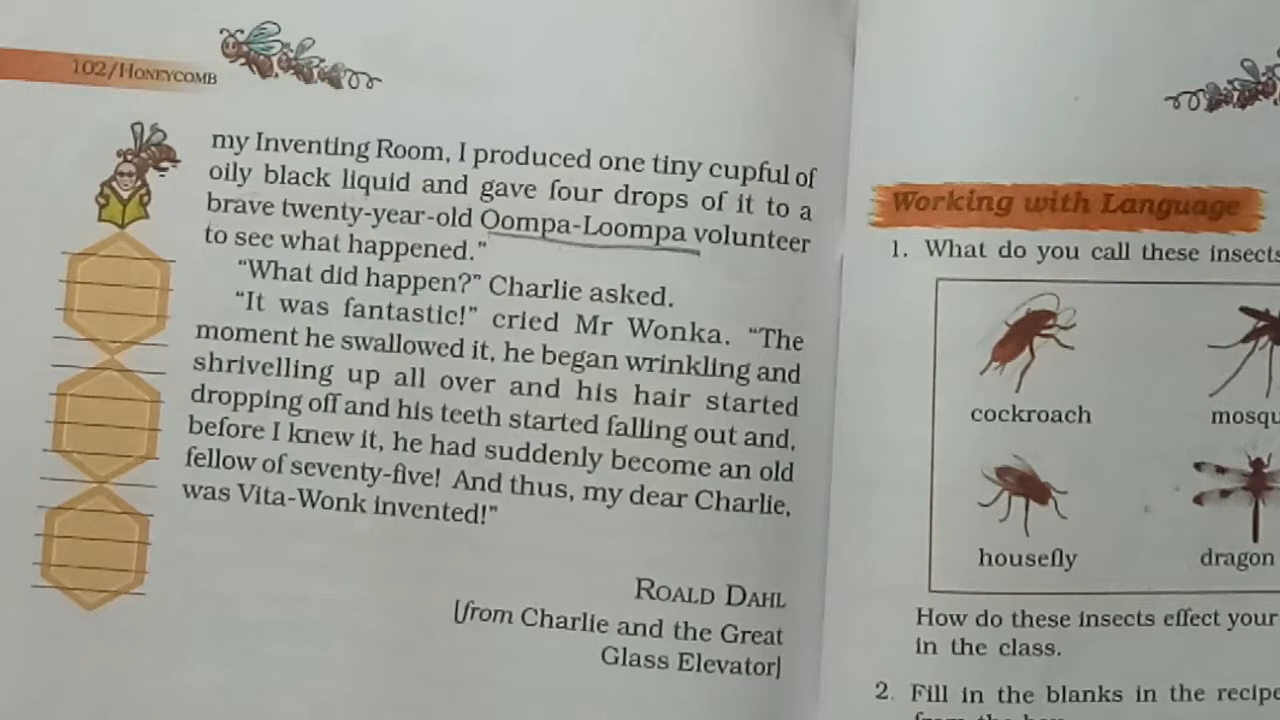 102/HONEYCOMB
my Inventing Room, I produced one tiny cupful of
oily black liquid and gave four drops of it to a
brave twenty-year-old Oompa-Loompa volunteer
to see what happened."
"What did happen?" Charlie asked.
"It was fantastic!" cried Mr Wonka. "The
moment he swallowed it, he began wrinkling and
shrivelling up all over and his hair started
dropping off and his teeth started falling out and,
before I knew it, he had suddenly become an old
fellow of seventy-five! And thus, my dear Charlie,
was Vita-Wonk invented!"
ROALD DAHL
[from Charlie and the Great
Glass Elevator]
Working with Language
1. What do you call these insects
cockroach
mosqu
housefly
dragon
How do these insects effect your
in the class.
2. Fill in the blanks in the recipe